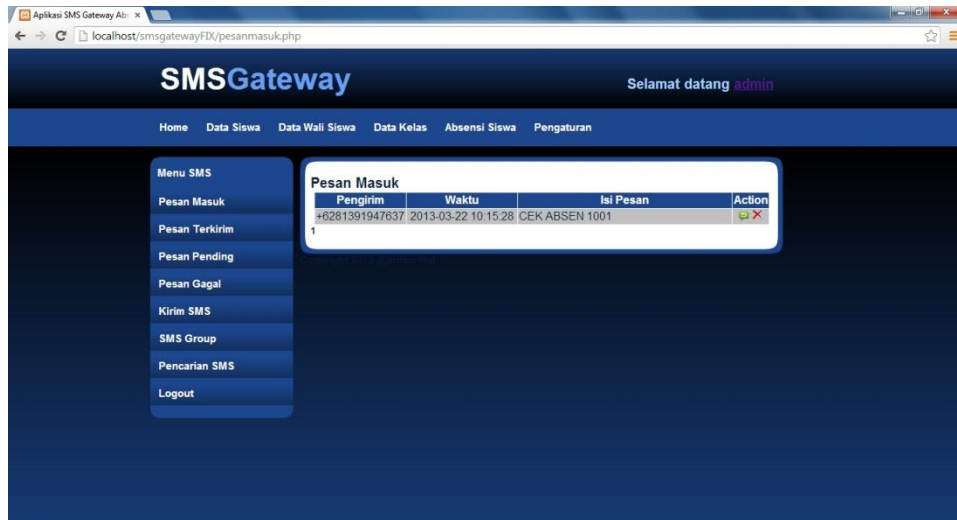 Aplikasi SMS Gateway Ab
localhost/smsgatewayFIX/pesanmasuk.php
SMSGateway
Selamat datang admin
Home Data Siswa Data Wali Siswa Data Kelas Absensi Siswa Pengaturan
Menu SMS
Pesan Masuk
Pesan Terkirim
Pesan Pending
Pesan Gagal
Kirim SMS
SMS Group
Pencarian SMS
Logout
Pesan Masuk
Pengirim Waktu Isi Pesan Action
+6281391947637 2013-03-22 10:15:28 CEK ABSEN 1001
1